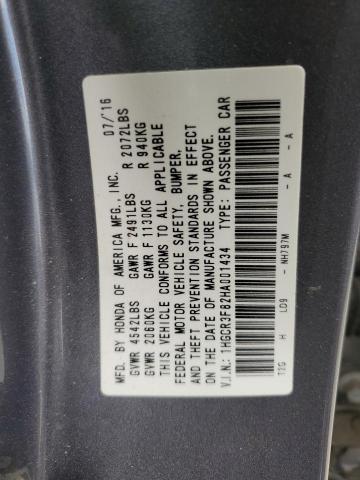 MFD. BY HONDA OF AMERICA MFG., INC. 07/16
GVWR 4542LBS GAWR F 2491LBS R 2072LBS
GVWR 2060KG GAWR F 1130KG R 940KG
THIS VEHICLE CONFORMS TO ALL APPLICABLE
FEDERAL MOTOR VEHICLE SAFETY, BUMPER,
AND THEFT PREVENTION STANDARDS IN EFFECT
ON THE DATE OF MANUFACTURE SHOWN ABOVE.
V.I.N.: 1HGCR3F82HA001434 TYPE: PASSENGER CAR
T2G H LD9 - NH797M - A - A